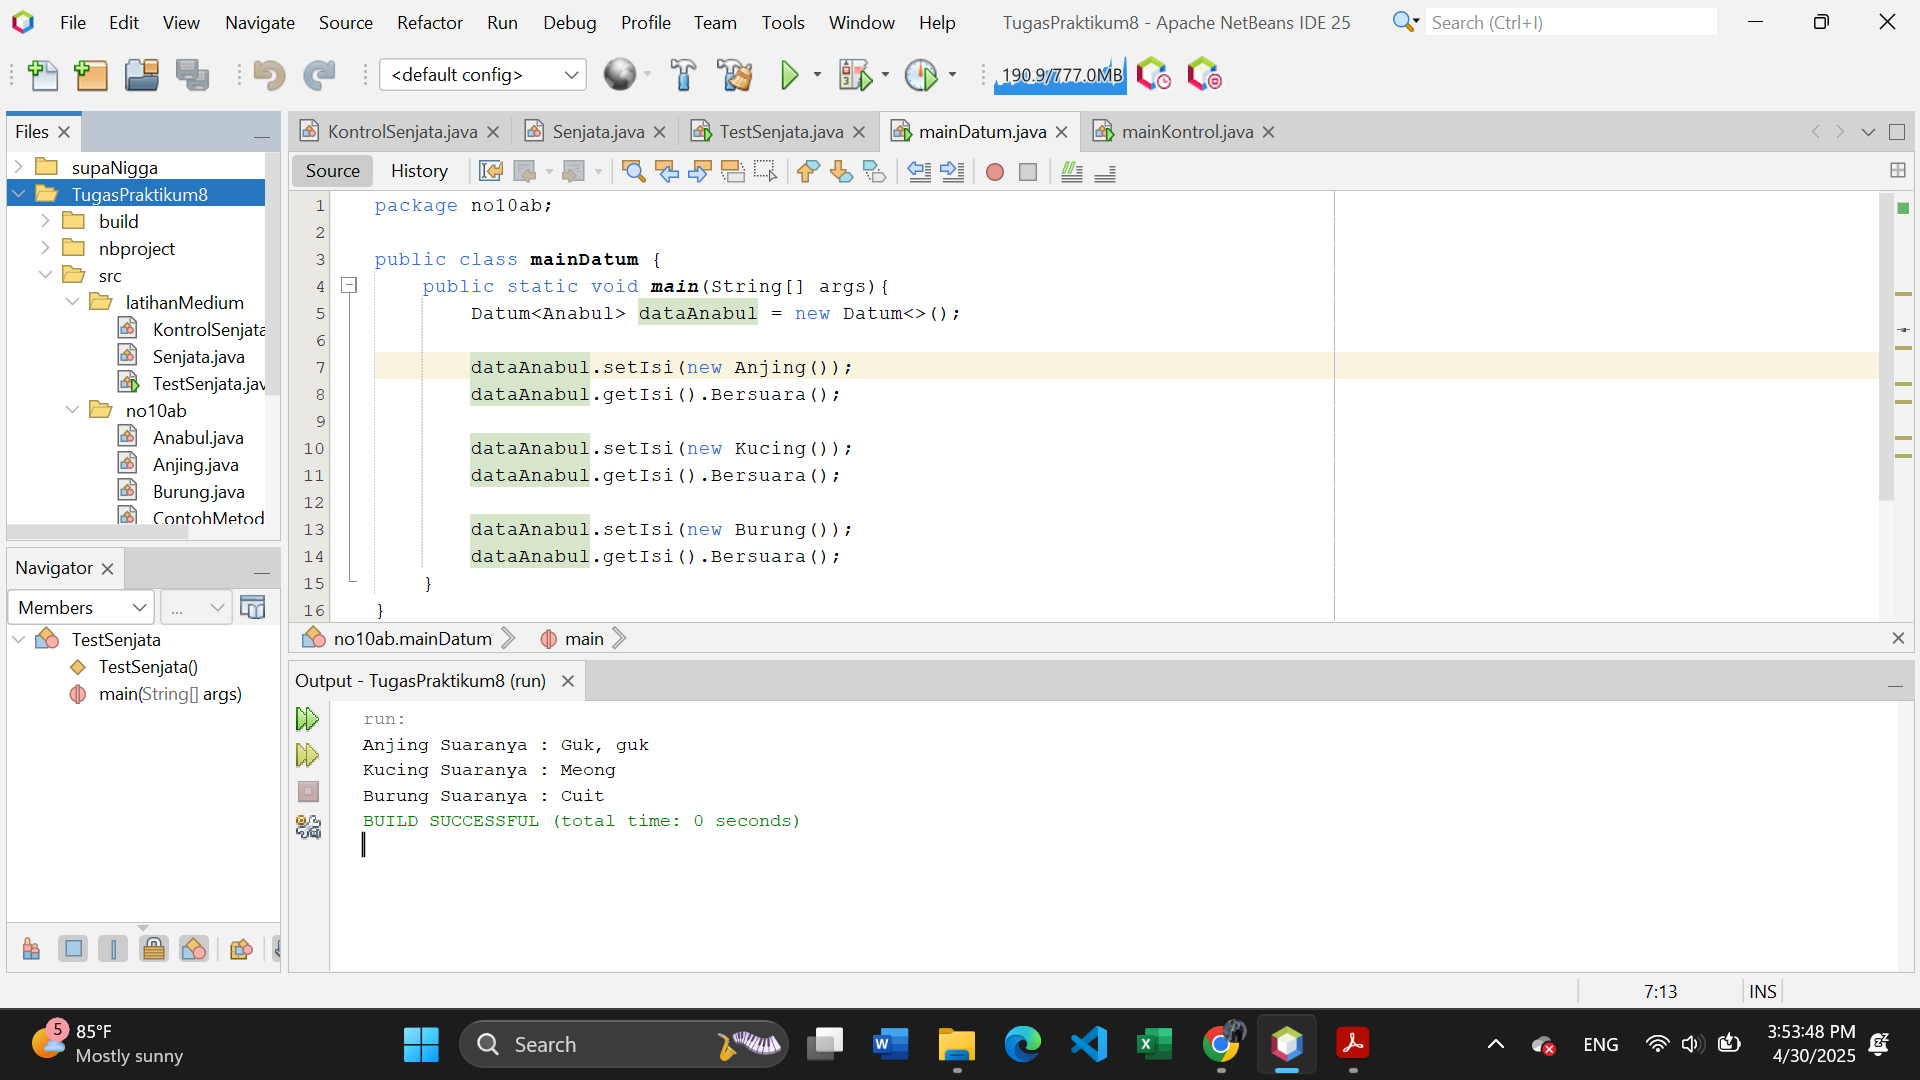 File Edit View Navigate Source Refactor Run Debug Profile Team Tools Window Help TugasPraktikum8 - Apache NetBeans IDE 25 Search (Ctrl+I)
<default config> 190.9/777.0MB
Files
supaNigga
TugasPraktikum8
build
nbproject
src
latihanMedium
KontrolSenjata
Senjata.java
TestSenjata.jav
no10ab
Anabul.java
Anjing.java
Burung.java
ContohMetod
Navigator
Members ...
TestSenjata
TestSenjata()
main(String[] args)
KontrolSenjata.java Senjata.java TestSenjata.java mainDatum.java mainKontrol.java
Source History
1 package no10ab;
2
3 public class mainDatum {
4 public static void main(String[] args){
5 Datum<Anabul> dataAnabul = new Datum<>();
6
7 dataAnabul.setIsi(new Anjing());
8 dataAnabul.getIsi().Bersuara();
9
10 dataAnabul.setIsi(new Kucing());
11 dataAnabul.getIsi().Bersuara();
12
13 dataAnabul.setIsi(new Burung());
14 dataAnabul.getIsi().Bersuara();
15 }
16 }
no10ab.mainDatum main
Output - TugasPraktikum8 (run)
run:
Anjing Suaranya : Guk, guk
Kucing Suaranya : Meong
Burung Suaranya : Cuit
BUILD SUCCESSFUL (total time: 0 seconds)
7:13 INS
5 85°F
Mostly sunny
Search
ENG
3:53:48 PM
4/30/2025